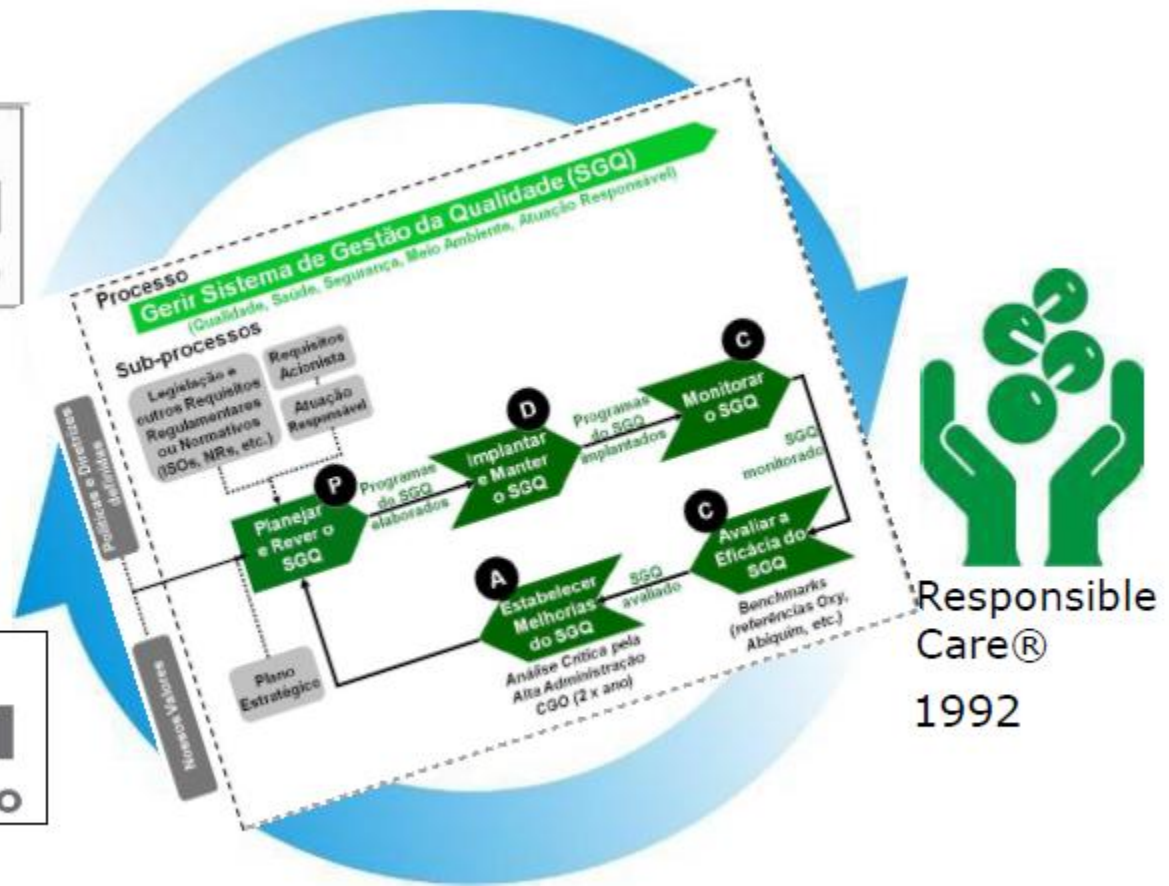 Processo
Gerir Sistema de Gestão da Qualidade (SGQ)
(Qualidade, Saúde, Segurança, Meio Ambiente, Atuação Responsável)
Sub-processos
Legislação e
outros Requisitos
Regulamentares
ou Normativos
(ISOs, NRs, etc.)
Requisitos
Acionista
Atuação
Responsável
Políticas e Diretrizes
definidas
Nossos Valores
P
Planejar
e Rever o
SGQ
Programas
do SGQ
elaborados
D
Implantar
e Manter
o SGQ
Programas
do SGQ
implantados
C
Monitorar
o SGQ
SGQ
monitorado
C
Avaliar a
Eficácia do
SGQ
Benchmarks
(referências Oxy,
Abiquim, etc.)
SGQ
avaliado
A
Estabelecer
Melhorias
do SGQ
Análise Crítica pela
Alta Administração
CGO (2 x ano)
Plano
Estratégico
Responsible
Care®
1992
o